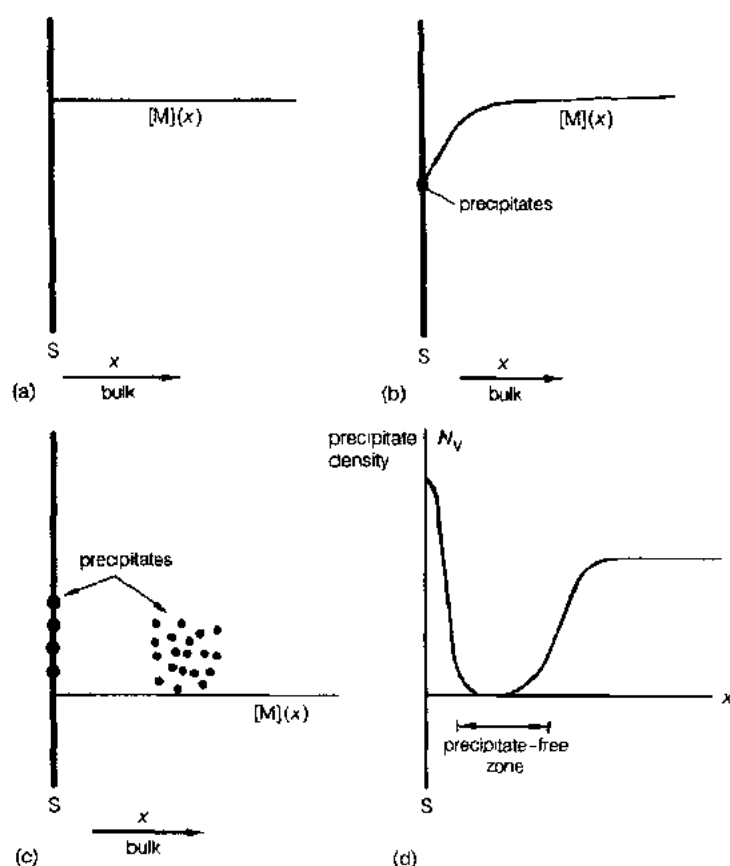 [M](x)
S
x
bulk
(a)
[M](x)
precipitates
S
x
bulk
(b)
precipitates
[M](x)
S
x
bulk
(c)
precipitate
density
N_v
x
precipitate-free
zone
S
(d)